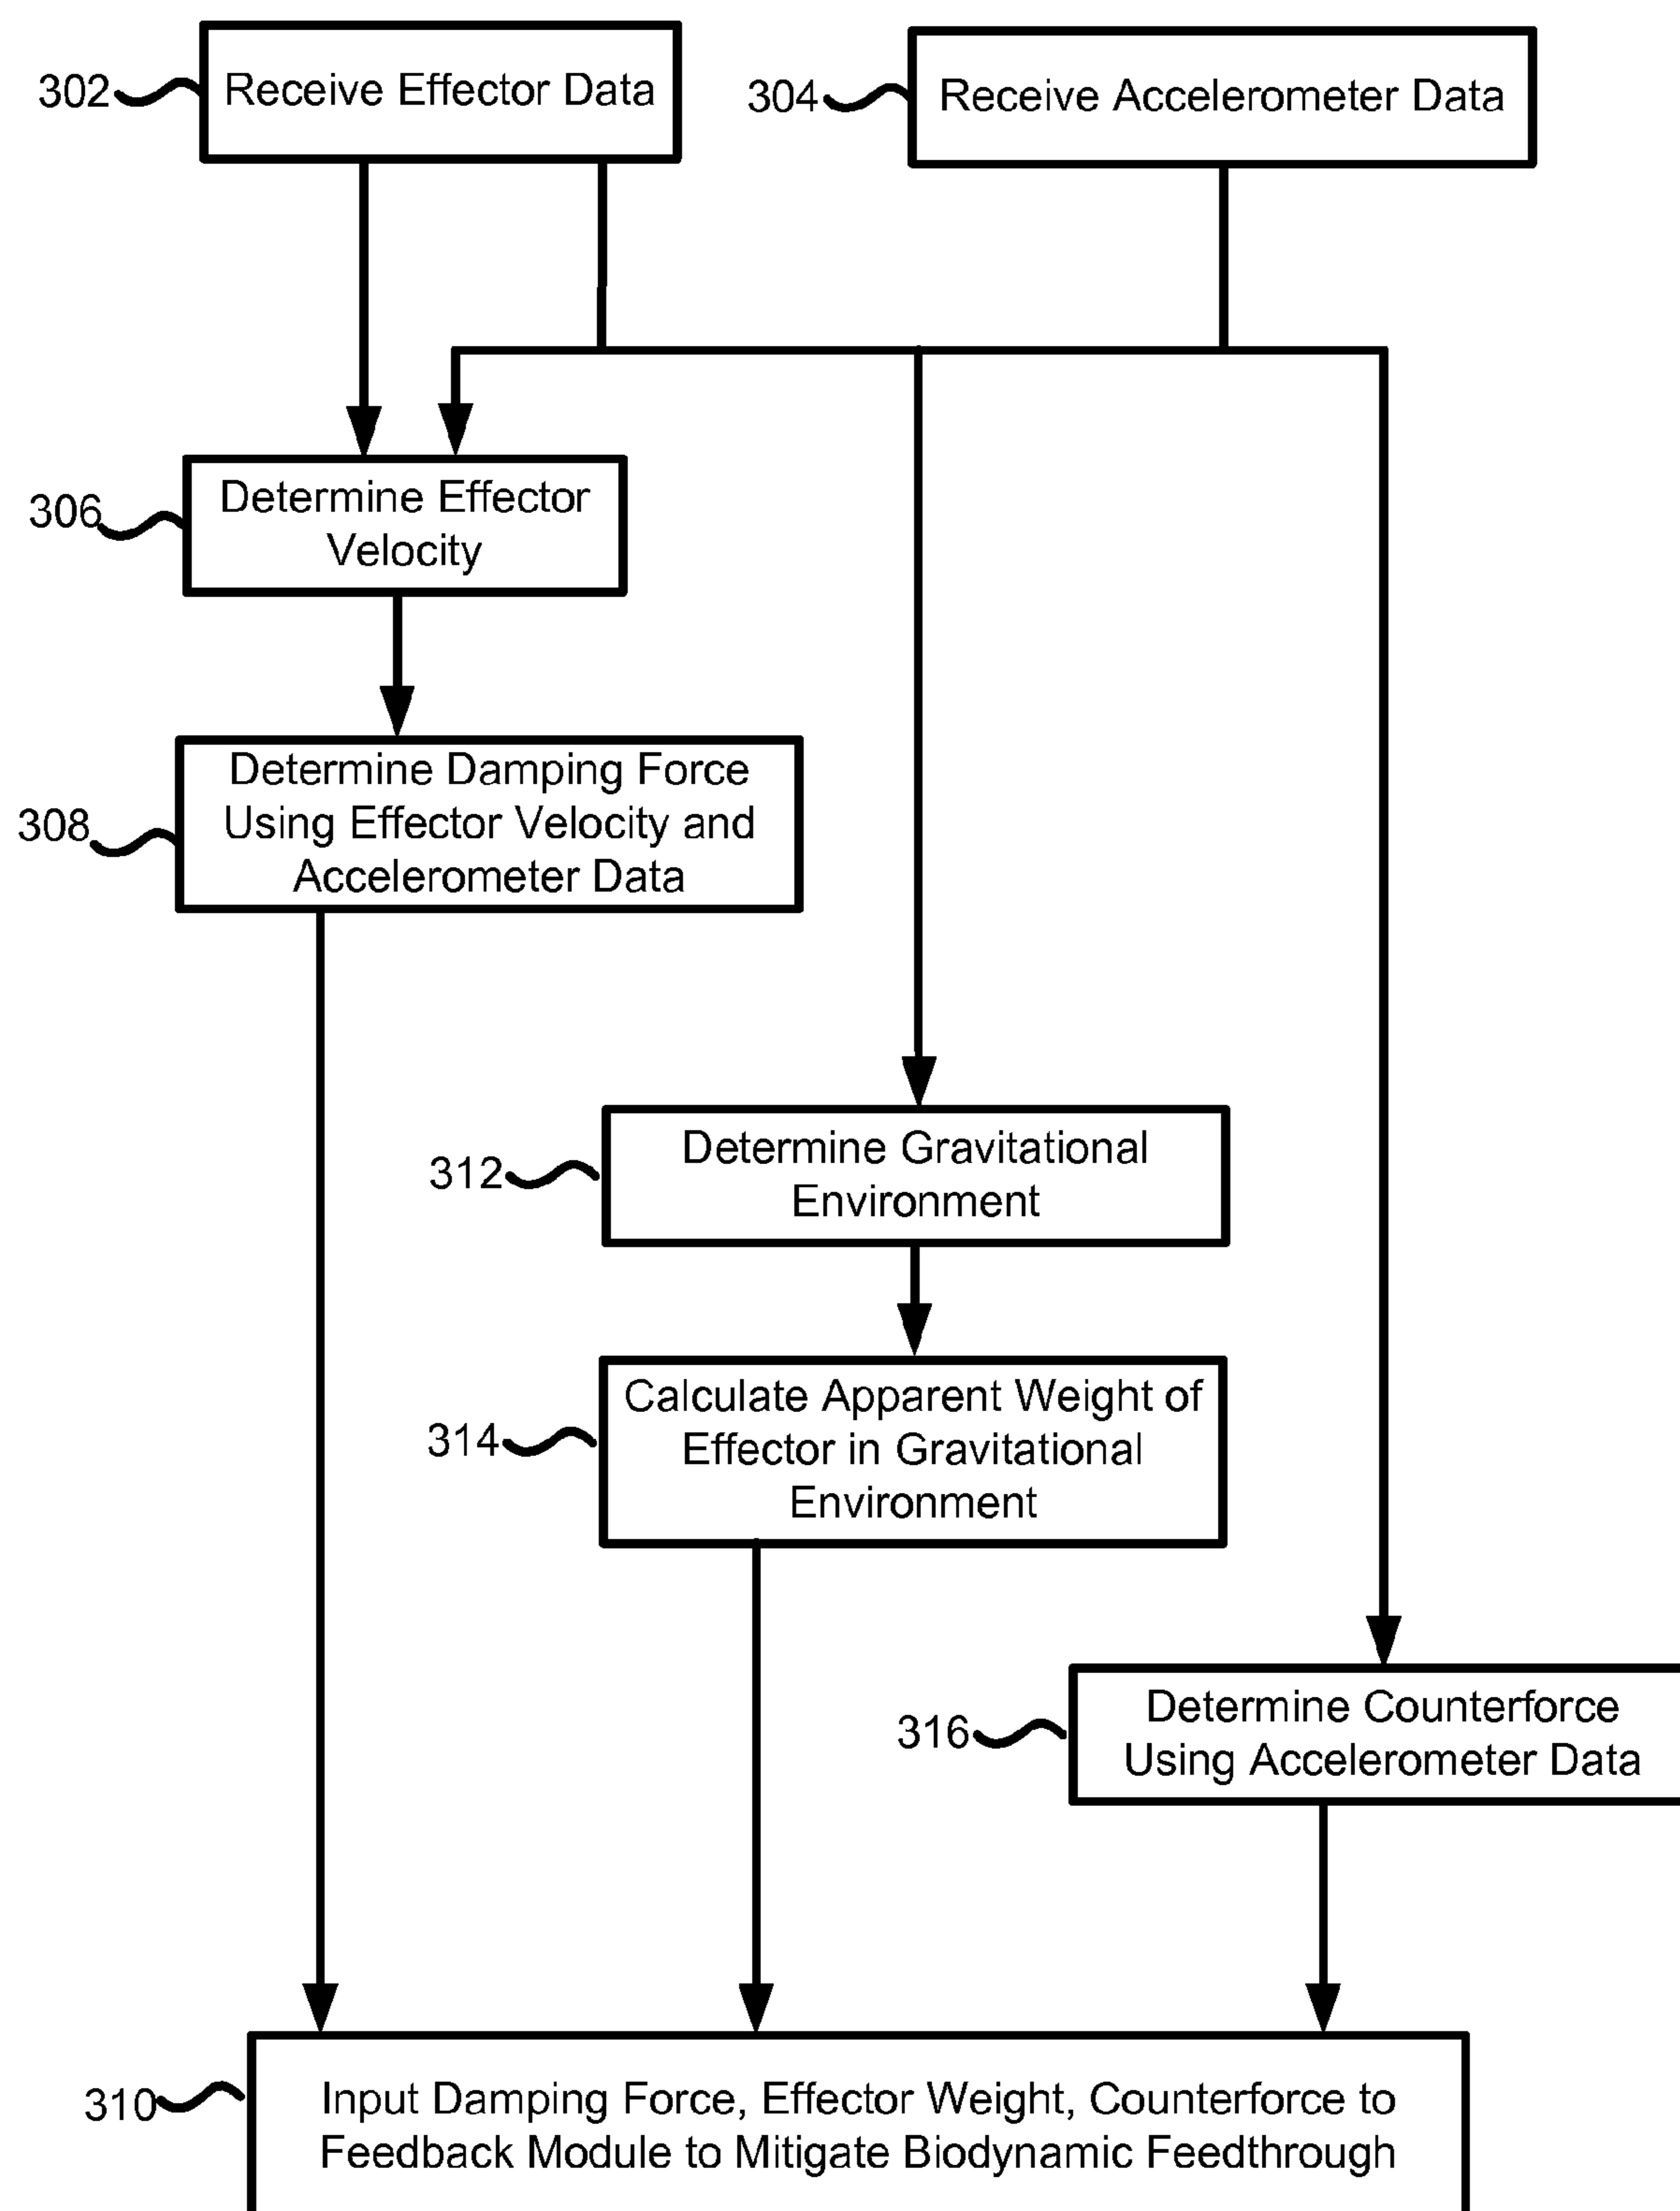 302
Receive Effector Data
304
Receive Accelerometer Data
306
Determine Effector
Velocity
308
Determine Damping Force
Using Effector Velocity and
Accelerometer Data
312
Determine Gravitational
Environment
314
Calculate Apparent Weight of
Effector in Gravitational
Environment
316
Determine Counterforce
Using Accelerometer Data
310
Input Damping Force, Effector Weight, Counterforce to
Feedback Module to Mitigate Biodynamic Feedthrough